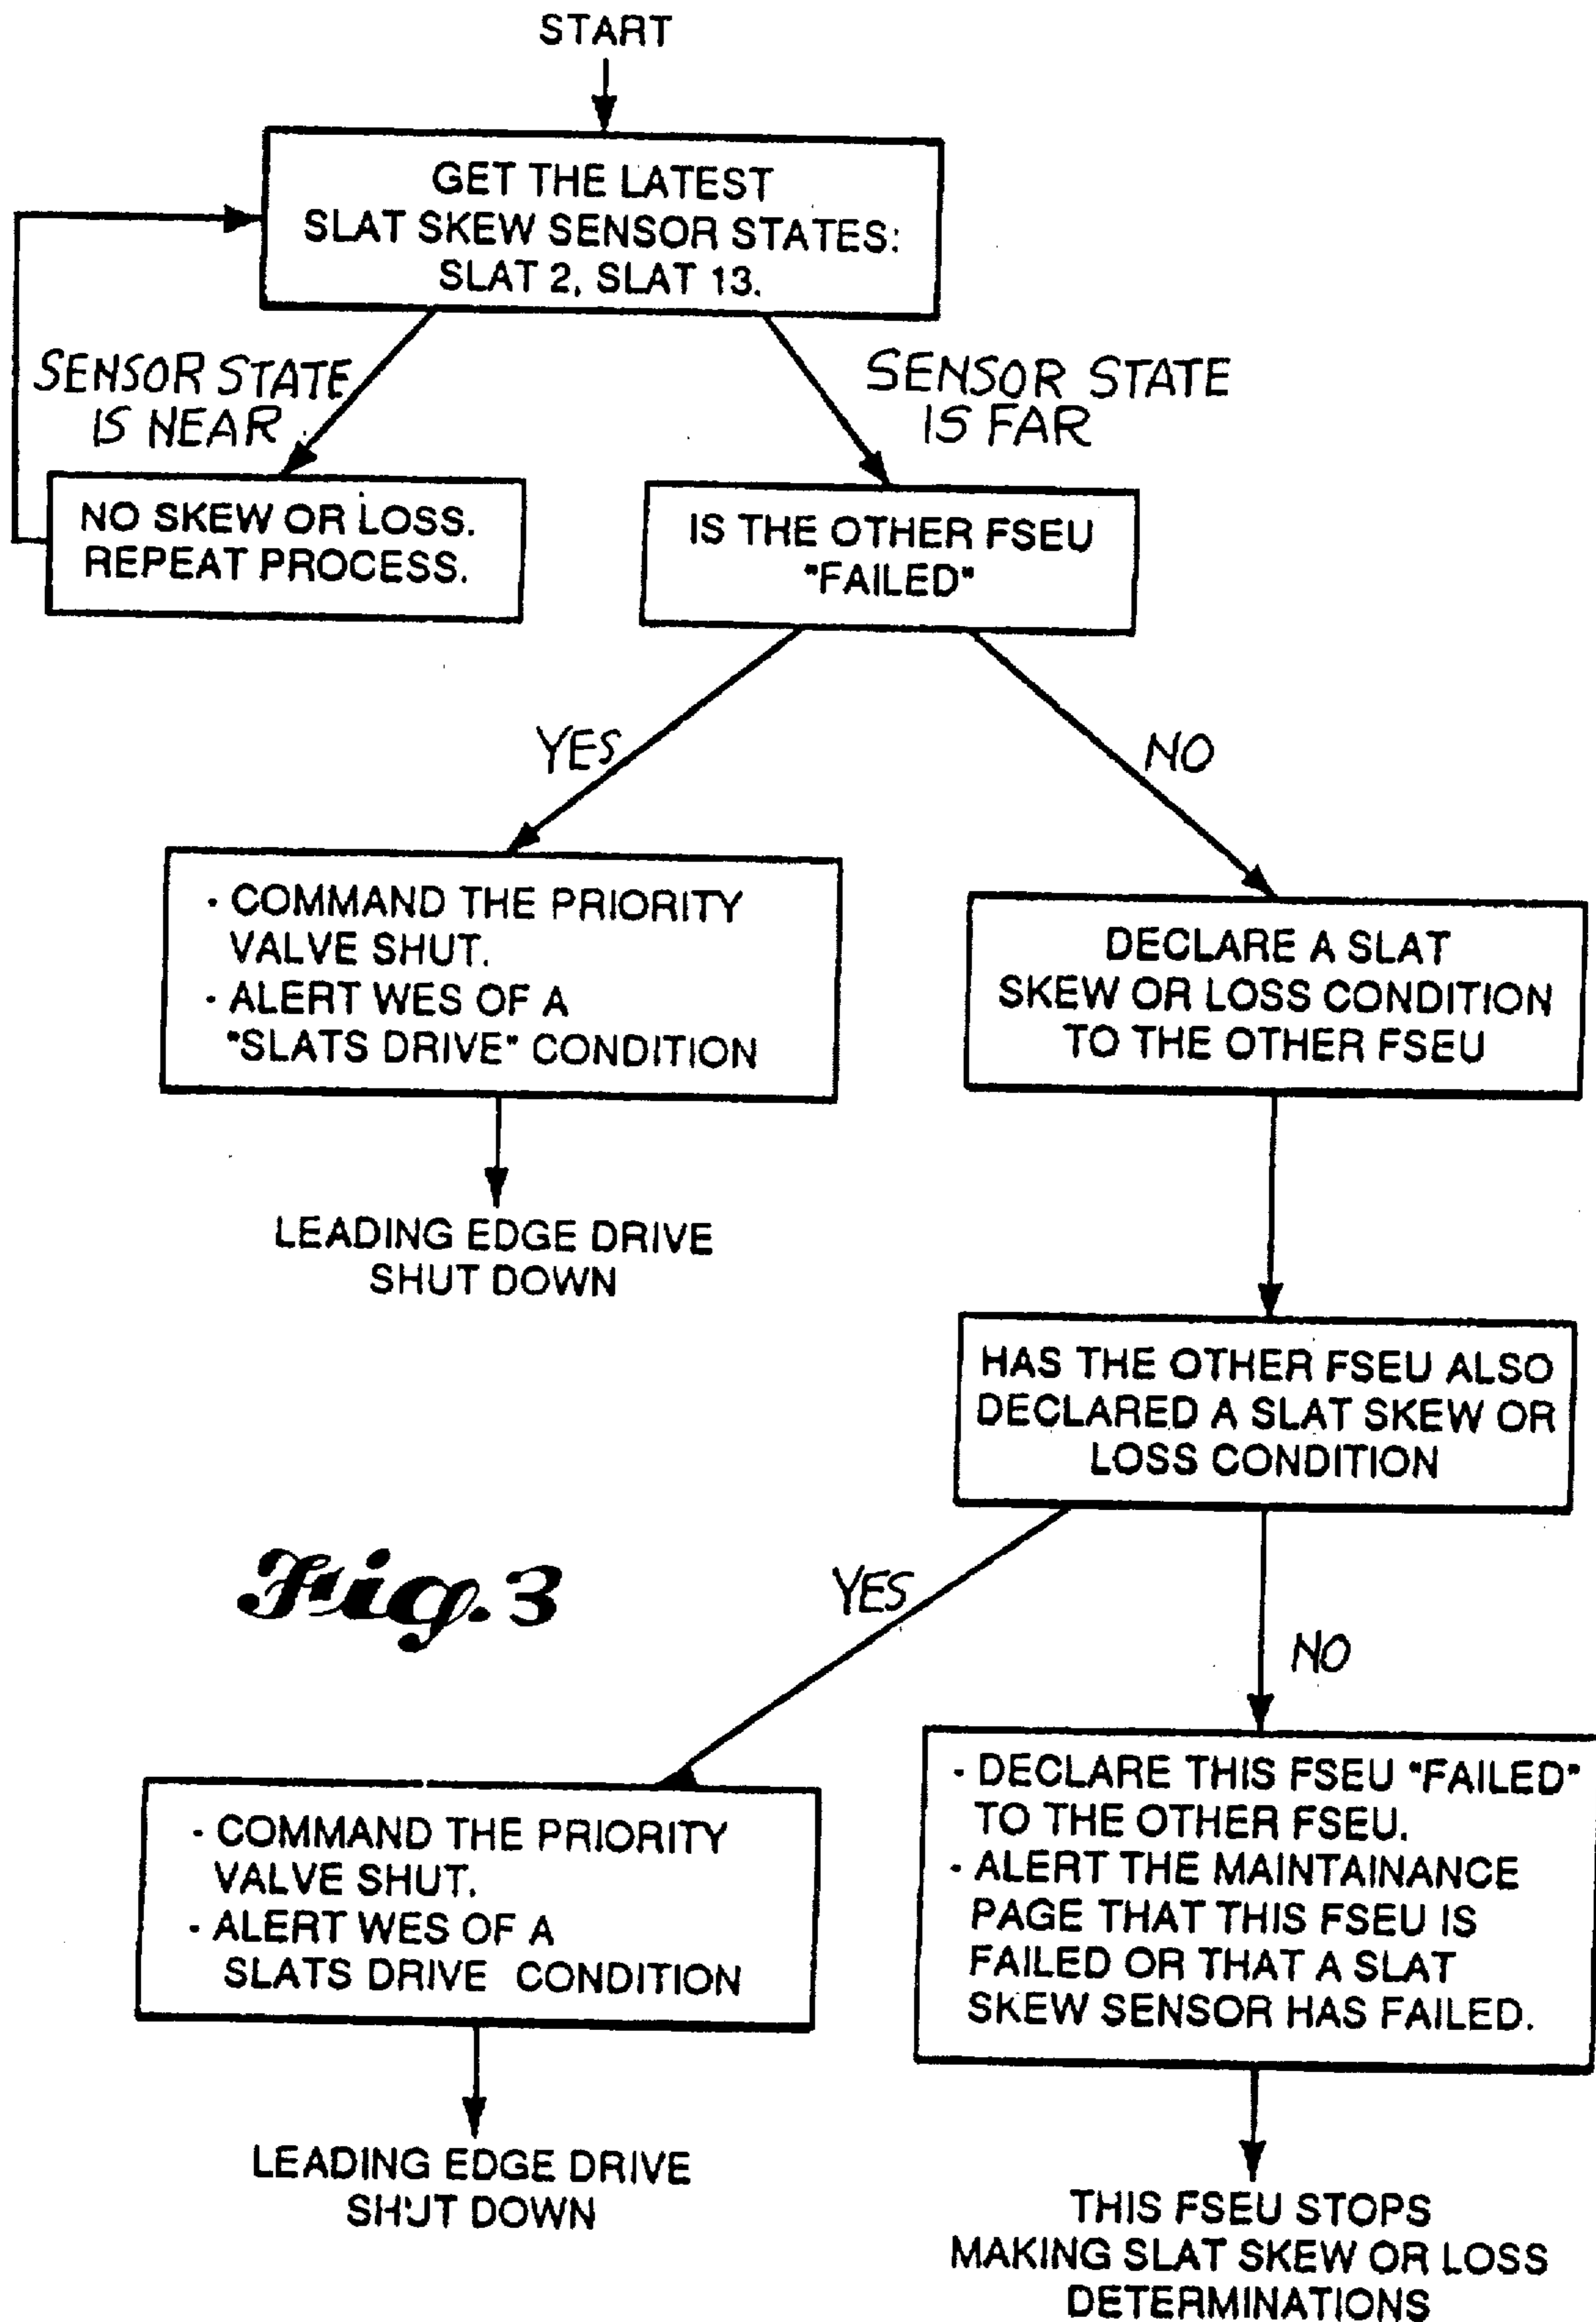 START
GET THE LATEST
SLAT SKEW SENSOR STATES:
SLAT 2, SLAT 13.
SENSOR STATE
IS NEAR
SENSOR STATE
IS FAR
NO SKEW OR LOSS.
REPEAT PROCESS.
IS THE OTHER FSEU
"FAILED"
YES
NO
- COMMAND THE PRIORITY
VALVE SHUT.
- ALERT WES OF A
"SLATS DRIVE" CONDITION
DECLARE A SLAT
SKEW OR LOSS CONDITION
TO THE OTHER FSEU
LEADING EDGE DRIVE
SHUT DOWN
HAS THE OTHER FSEU ALSO
DECLARED A SLAT SKEW OR
LOSS CONDITION
Fig. 3
YES
NO
- COMMAND THE PRIORITY
VALVE SHUT.
- ALERT WES OF A
SLATS DRIVE CONDITION
- DECLARE THIS FSEU "FAILED"
TO THE OTHER FSEU.
- ALERT THE MAINTAINANCE
PAGE THAT THIS FSEU IS
FAILED OR THAT A SLAT
SKEW SENSOR HAS FAILED.
LEADING EDGE DRIVE
SHUT DOWN
THIS FSEU STOPS
MAKING SLAT SKEW OR LOSS
DETERMINATIONS